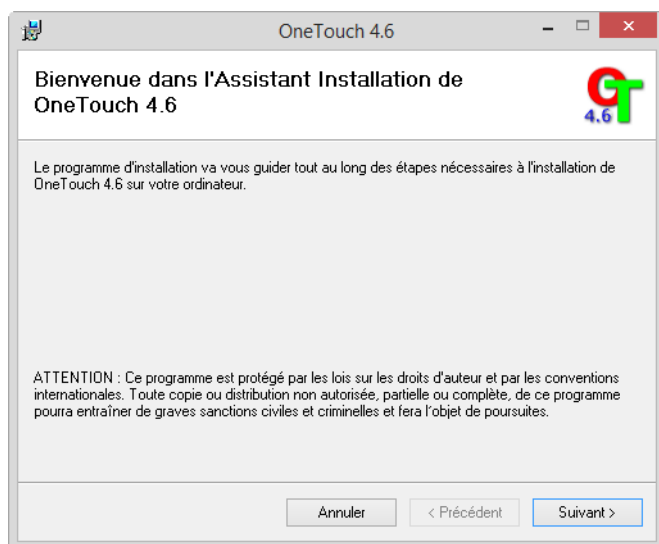 OneTouch 4.6
Bienvenue dans l'Assistant Installation de
OneTouch 4.6
OT
4.6
Le programme d'installation va vous guider tout au long des étapes nécessaires à l'installation de
OneTouch 4.6 sur votre ordinateur.
ATTENTION : Ce programme est protégé par les lois sur les droits d'auteur et par les conventions
internationales. Toute copie ou distribution non autorisée, partielle ou complète, de ce programme
pourra entraîner de graves sanctions civiles et criminelles et fera l'objet de poursuites.
Annuler
< Précédent
Suivant >